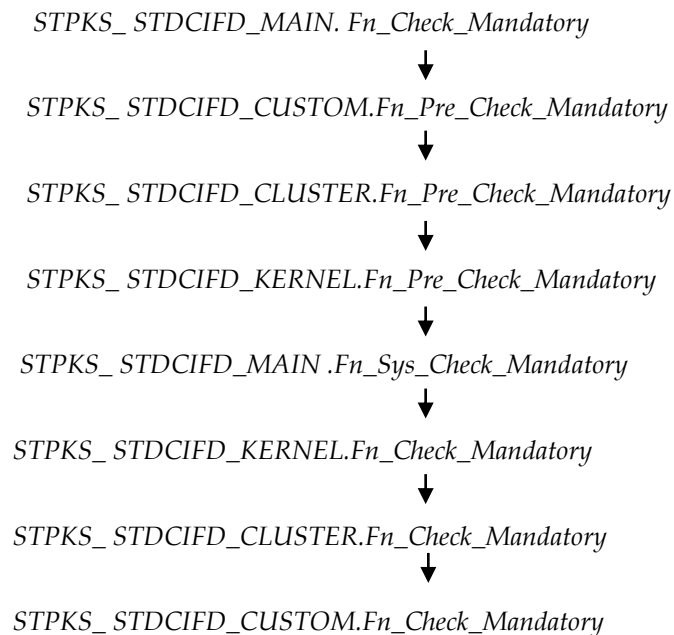 STPKS_ STDCIFD_MAIN. Fn_Check_Mandatory
STPKS_ STDCIFD_CUSTOM.Fn_Pre_Check_Mandatory
STPKS_ STDCIFD_CLUSTER.Fn_Pre_Check_Mandatory
STPKS_ STDCIFD_KERNEL.Fn_Pre_Check_Mandatory
STPKS_ STDCIFD_MAIN .Fn_Sys_Check_Mandatory
STPKS_ STDCIFD_KERNEL.Fn_Check_Mandatory
STPKS_ STDCIFD_CLUSTER.Fn_Check_Mandatory
STPKS_ STDCIFD_CUSTOM.Fn_Check_Mandatory